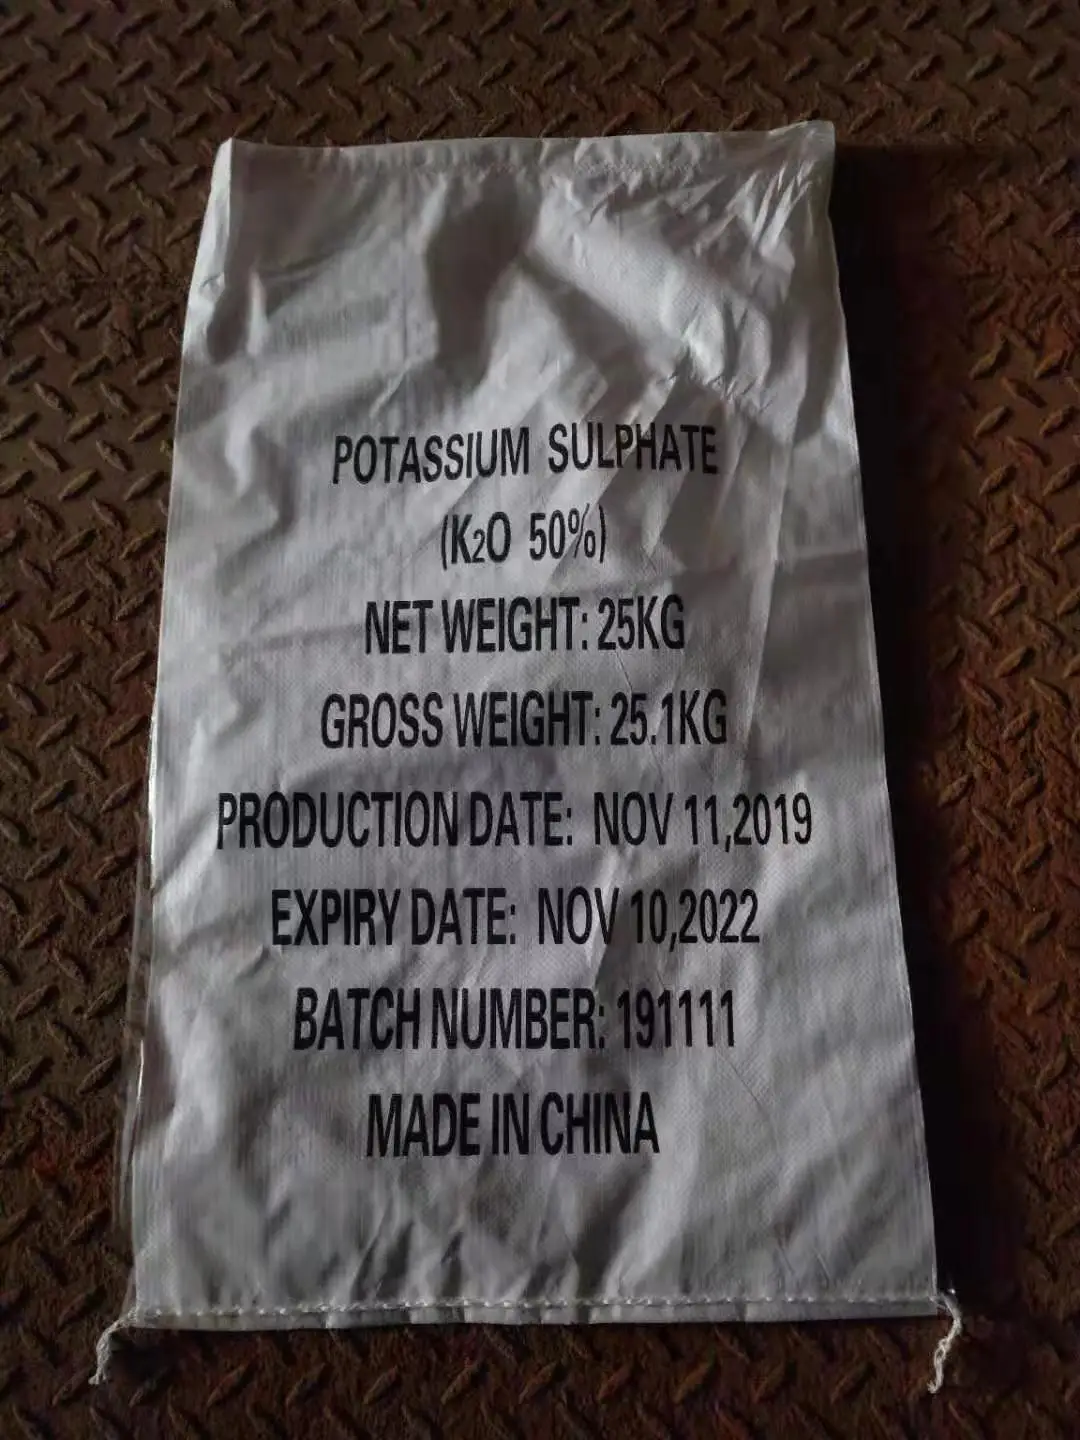 POTASSIUM SULPHATE
(K₂O 50%)
NET WEIGHT: 25KG
GROSS WEIGHT: 25.1KG
PRODUCTION DATE: NOV 11,2019
EXPIRY DATE: NOV 10,2022
BATCH NUMBER: 191111
MADE IN CHINA